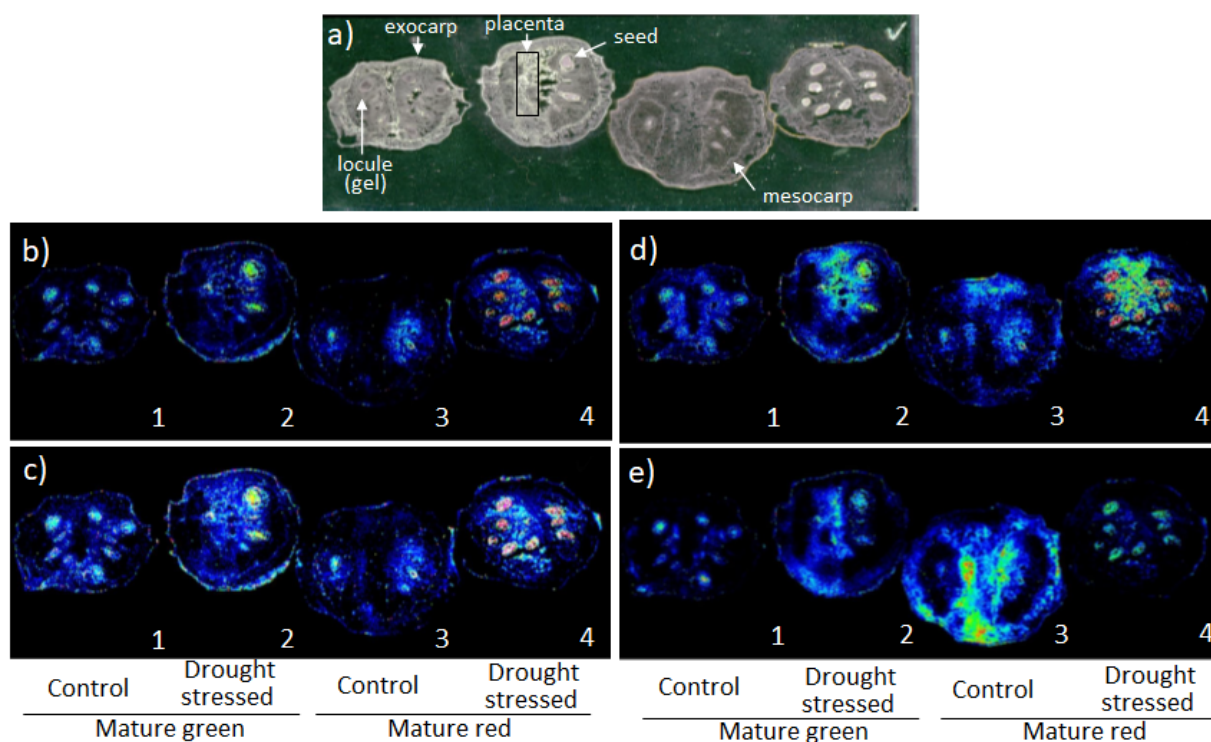 a)
exocarp
placenta
seed
locule
(gel)
mesocarp
b)
1 2 3 4
d)
1 2 3 4
c)
1 2 3 4
e)
1 2 3 4
Control
Drought
stressed
Control
Drought
stressed
Mature green
Mature red
Control
Drought
stressed
Control
Drought
stressed
Mature green
Mature red